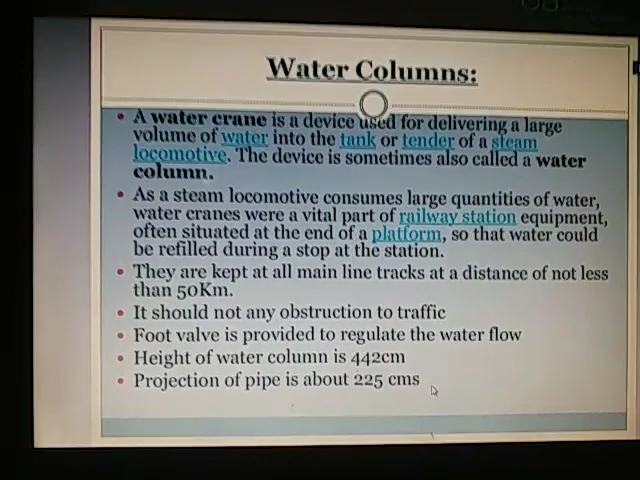 Water Columns:
• A water crane is a device used for delivering a large
volume of water into the tank or tender of a steam
locomotive. The device is sometimes also called a water
column.
• As a steam locomotive consumes large quantities of water,
water cranes were a vital part of railway station equipment,
often situated at the end of a platform, so that water could
be refilled during a stop at the station.
• They are kept at all main line tracks at a distance of not less
than 50Km.
• It should not any obstruction to traffic
• Foot valve is provided to regulate the water flow
• Height of water column is 442cm
• Projection of pipe is about 225 cms